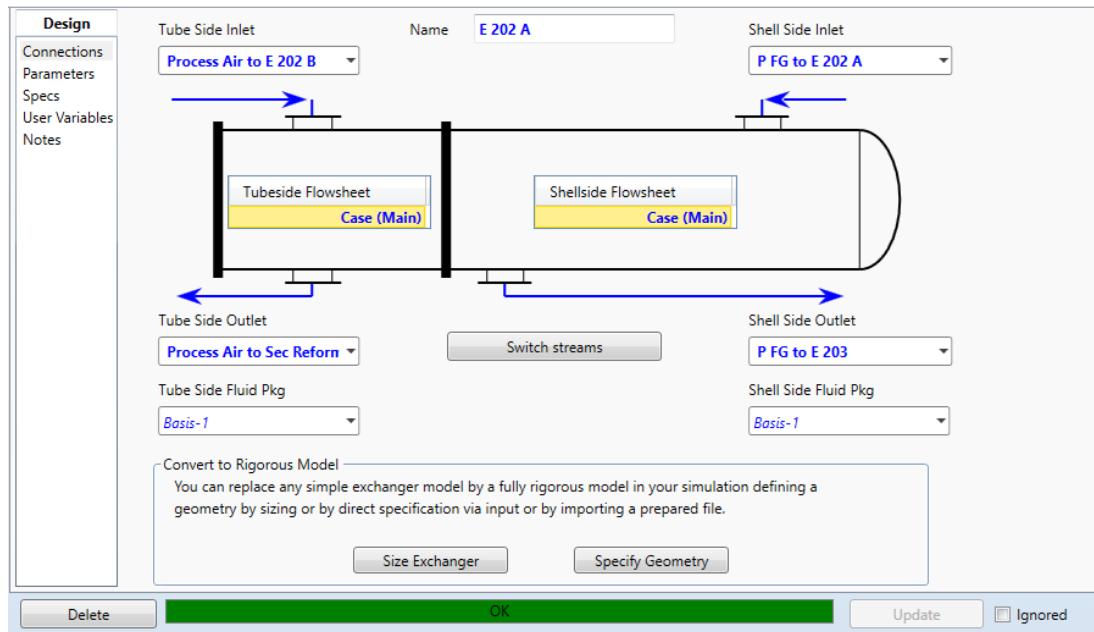 Design
Connections
Parameters
Specs
User Variables
Notes
Tube Side Inlet
Name
E 202 A
Shell Side Inlet
Process Air to E 202 B
P FG to E 202 A
Tubeside Flowsheet
Case (Main)
Shellside Flowsheet
Case (Main)
Tube Side Outlet
Shell Side Outlet
Process Air to Sec Reforn
Switch streams
P FG to E 203
Tube Side Fluid Pkg
Shell Side Fluid Pkg
Basis-1
Basis-1
Convert to Rigorous Model
You can replace any simple exchanger model by a fully rigorous model in your simulation defining a
geometry by sizing or by direct specification via input or by importing a prepared file.
Size Exchanger
Specify Geometry
Delete
OK
Update
Ignored